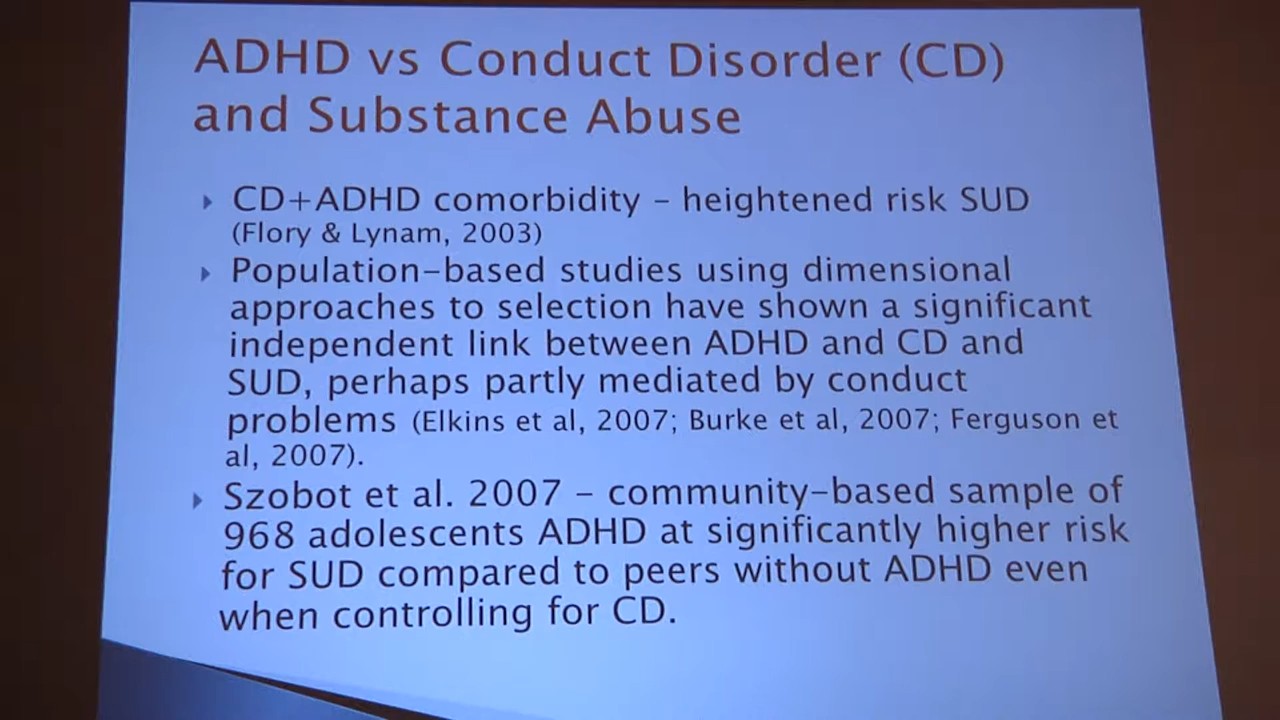 ADHD vs Conduct Disorder (CD)
and Substance Abuse
CD+ADHD comorbidity – heightened risk SUD
(Flory & Lynam, 2003)
Population-based studies using dimensional
approaches to selection have shown a significant
independent link between ADHD and CD and
SUD, perhaps partly mediated by conduct
problems (Elkins et al, 2007; Burke et al, 2007; Ferguson et
al, 2007).
Szobot et al. 2007 – community-based sample of
968 adolescents ADHD at significantly higher risk
for SUD compared to peers without ADHD even
when controlling for CD.